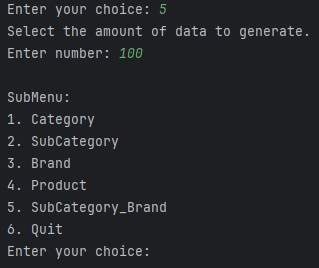 Enter your choice: 5
Select the amount of data to generate.
Enter number: 100

SubMenu:
1. Category
2. SubCategory
3. Brand
4. Product
5. SubCategory_Brand
6. Quit
Enter your choice: